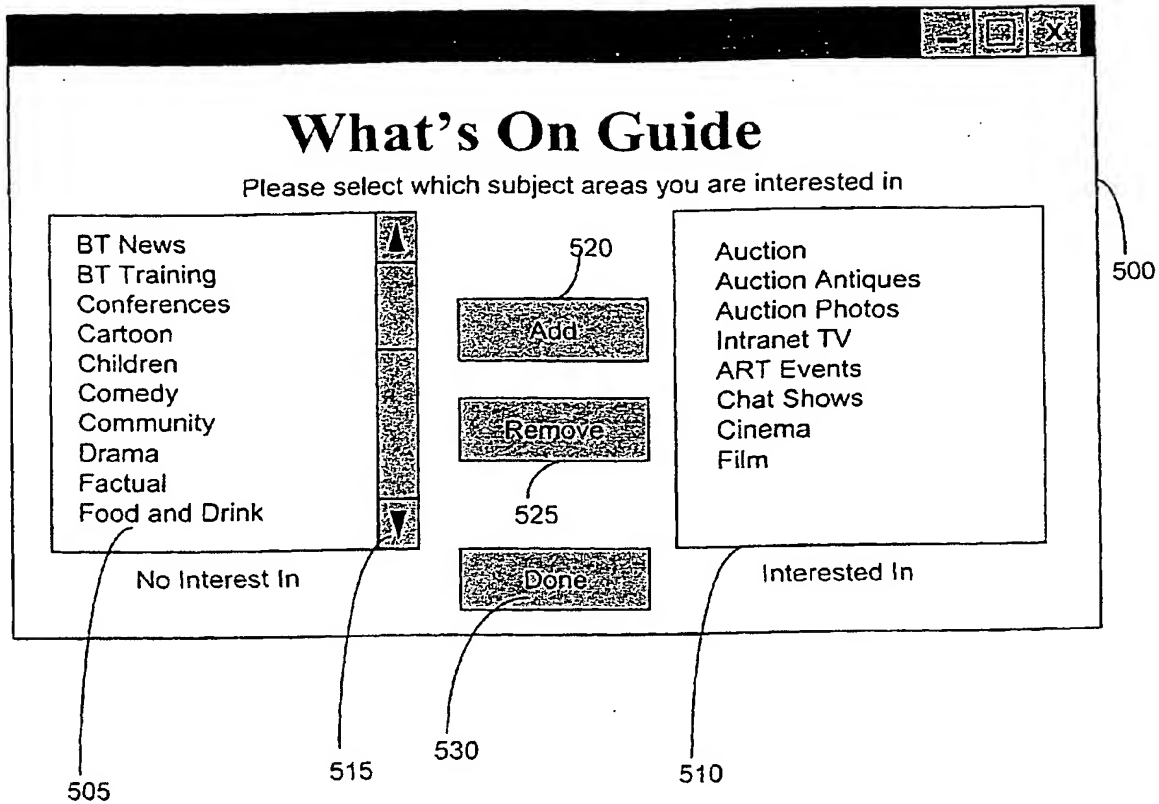 X
What's On Guide
Please select which subject areas you are interested in
BT News
BT Training
Conferences
Cartoon
Children
Comedy
Community
Drama
Factual
Food and Drink
No Interest In
520
Add
Remove
525
Done
Auction
Auction Antiques
Auction Photos
Intranet TV
ART Events
Chat Shows
Cinema
Film
Interested In
500
505
515
530
510